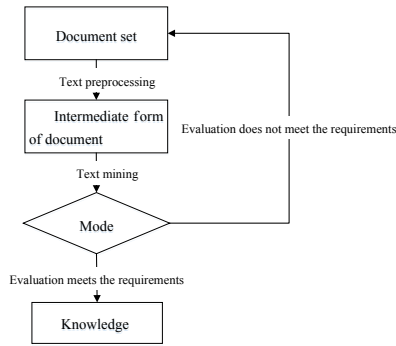 Document set
Text preprocessing
Intermediate form
of document
Evaluation does not meet the requirements
Text mining
Mode
Evaluation meets the requirements
Knowledge